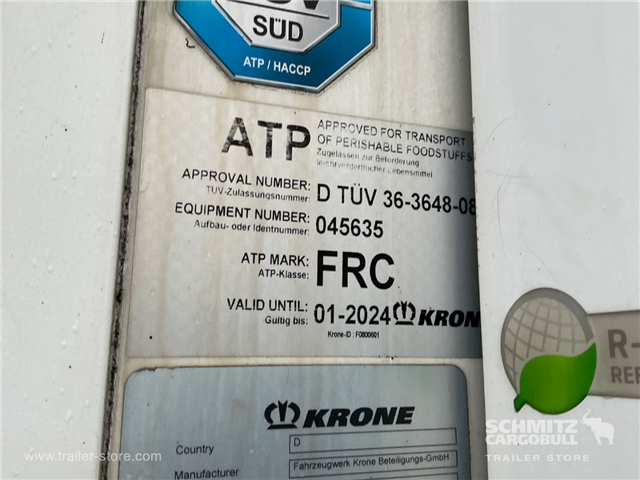 SÜD
ATP / HACCP
ATP
APPROVED FOR TRANSPORT
OF PERISHABLE FOODSTUFFS
Zugelassen zur Beförderung
leichtverderblicher Lebensmittel
APPROVAL NUMBER: D TÜV 36-3648-08
TÜV-Zulassungsnummer:
EQUIPMENT NUMBER: 045635
Aufbau- oder Identnummer:
ATP MARK: FRC
ATP-Klasse:
VALID UNTIL: 01-2024 KRONE
Gültig bis:
Krone-ID : F0800601
KRONE
Country D
Manufacturer Fahrzeugwerk Krone Beteiligungs-GmbH
R-
REF
SCHMITZ
CARGOBULL
TRAILER STORE
www.trailer-store.com